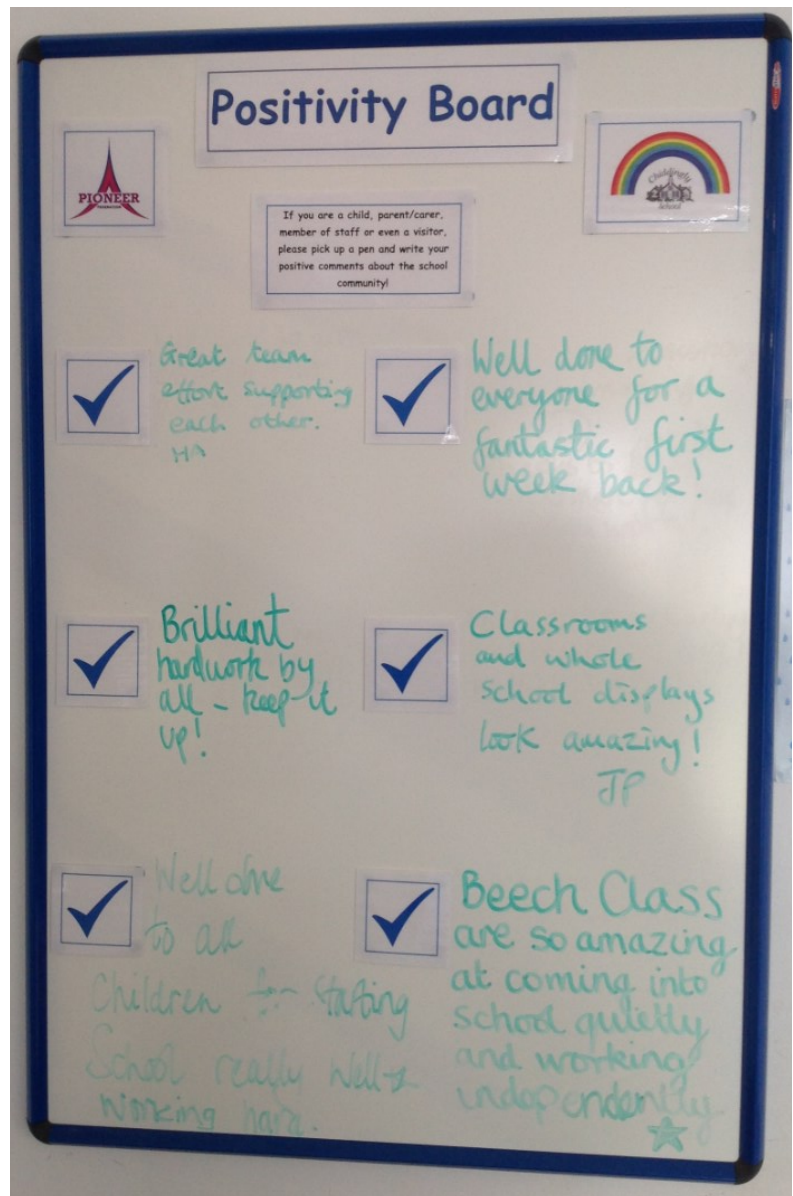 Positivity Board
PIONEER
Chiddingly
School
If you are a child, parent/carer,
member of staff or even a visitor,
please pick up a pen and write your
positive comments about the school
community!
Great team
effort supporting
each other.
Well done to
everyone for a
fantastic first
week back!
Brilliant
hardwork by
all - keep it
up!
Classrooms
and whole
school displays
look amazing!
JP
Well done
to all
Children for starting
School really well &
working hard.
Beech Class
are so amazing
at coming into
school quietly
and working
independently